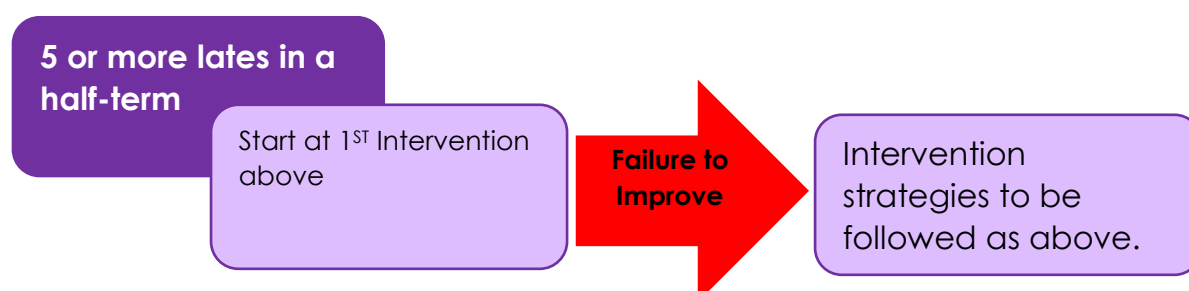 5 or more lates in a
half-term
Start at 1ST Intervention
above
Failure to
Improve
Intervention
strategies to be
followed as above.